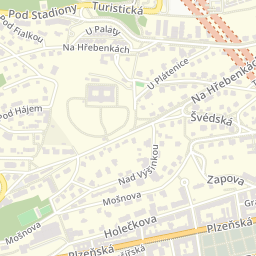 Pod Stadiony
Turistická
Pod Fialkou
U Palaty
Na Hřebenkách
U Plátenice
Na Hřebenkách
Pod Hájem
Švédská
Nad Výšinkou
Mošnova
Zapova
Holečkova
Mošnova
Plzeňská
Plzeňská